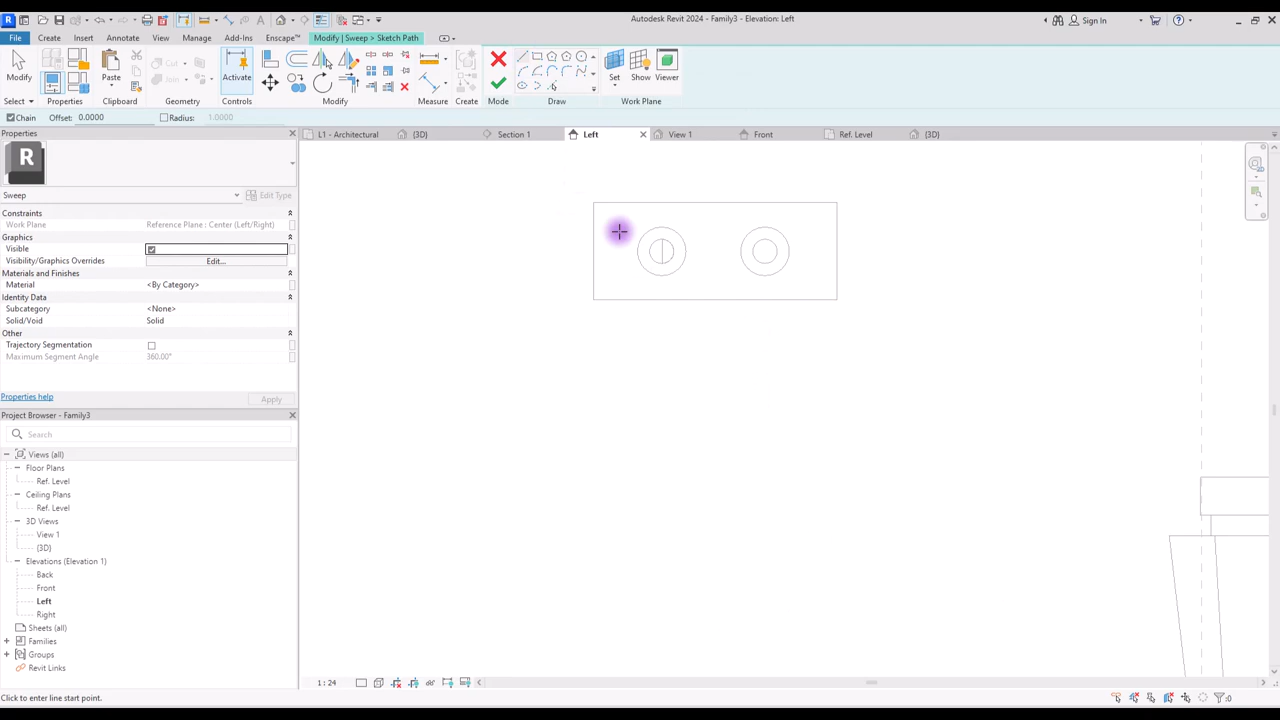 Autodesk Revit 2024 - Family3 - Elevation: Left
Sign In
File Create Insert Annotate View Manage Add-Ins Enscape™ Modify | Sweep > Sketch Path
Modify Paste Cut Join Activate Set Show Viewer
Select Properties Clipboard Geometry Controls Modify Measure Create Mode Draw Work Plane
Chain Offset: 0.0000 Radius: 1.0000
Properties
L1 - Architectural {3D} Section 1 Left View 1 Front Ref. Level {3D}
R
Sweep Edit Type
Constraints
Work Plane Reference Plane : Center (Left/Right)
Graphics
Visible
Visibility/Graphics Overrides Edit...
Materials and Finishes
Material <By Category>
Identity Data
Subcategory <None>
Solid/Void Solid
Other
Trajectory Segmentation
Maximum Segment Angle 360.00°
Properties help Apply
Project Browser - Family3
Search
Views (all)
Floor Plans
Ref. Level
Ceiling Plans
Ref. Level
3D Views
View 1
{3D}
Elevations (Elevation 1)
Back
Front
Left
Right
Sheets (all)
Families
Groups
Revit Links
1 : 24
Click to enter line start point.
:0